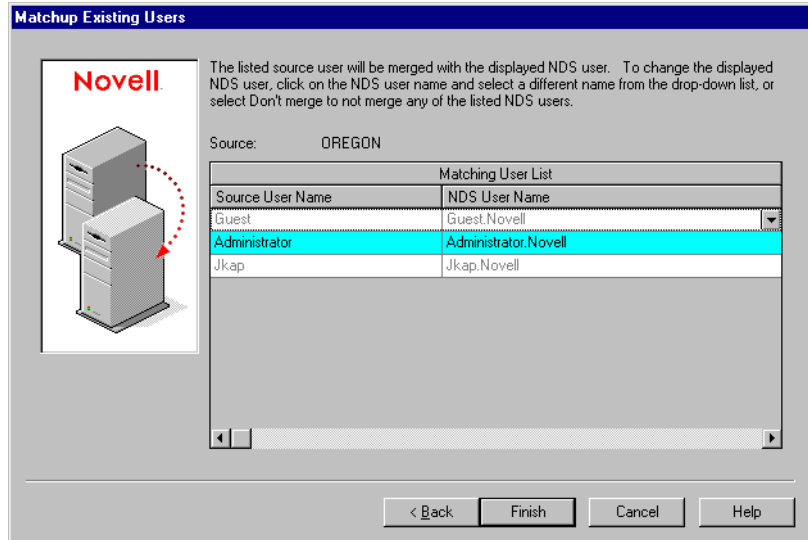 Matchup Existing Users
Novell.
The listed source user will be merged with the displayed NDS user. To change the displayed
NDS user, click on the NDS user name and select a different name from the drop-down list, or
select Don't merge to not merge any of the listed NDS users.
Source: OREGON
Matching User List
Source User Name NDS User Name
Guest Guest.Novell
Administrator Administrator.Novell
Jkap Jkap.Novell
< Back Finish Cancel Help